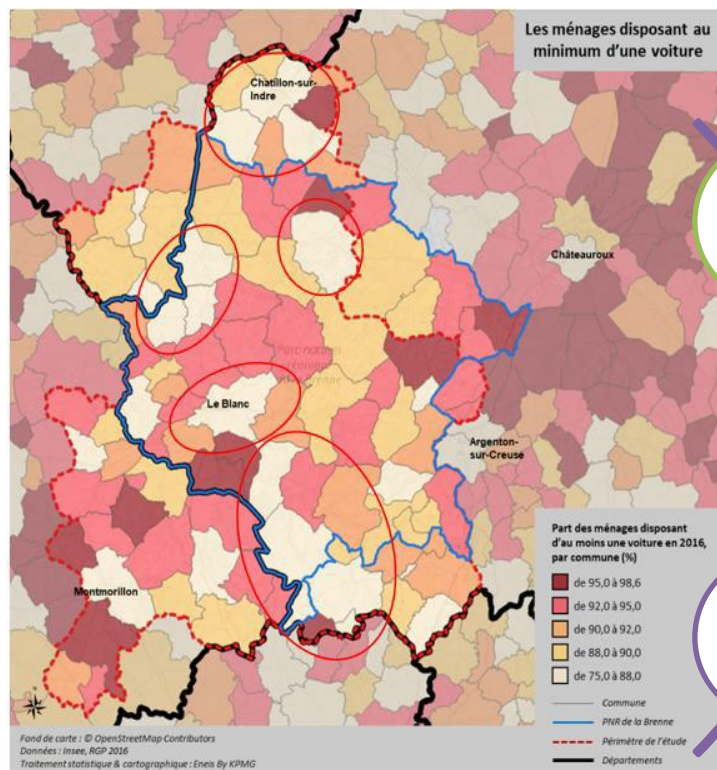 Les ménages disposant au
minimum d'une voiture
Chatillon-sur-
Indre
Châteauroux
Parc naturel
Le Blanc
Argenton-
sur-Creuse
Montmorillon
Part des ménages disposant
d'au moins une voiture en 2016,
par commune (%)
de 95,0 à 98,6
de 92,0 à 95,0
de 90,0 à 92,0
de 88,0 à 90,0
de 75,0 à 88,0
Commune
PNR de la Brenne
Périmètre de l'étude
Départements
Fond de carte : © OpenStreetMap Contributors
Données : Insee, RGP 2016
Traitement statistique & cartographique : Eneis By KPMG